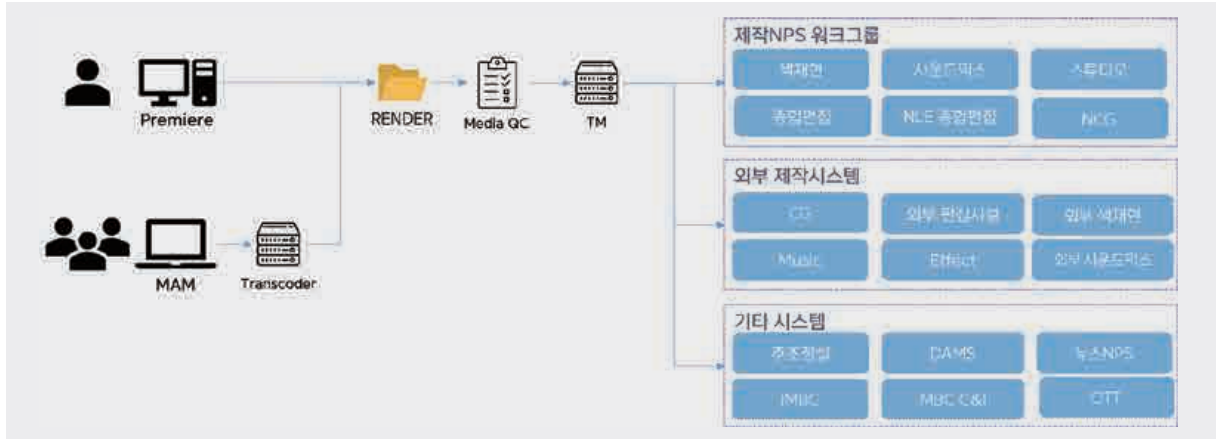 제작NPS 워크그룹
색재현
사운드믹스
스튜디오
Premiere
RENDER
Media QC
TM
종합편집
NLE 종합편집
NCG
외부 제작시스템
CG
외부 편집시설
외부 색재현
MAM
Transcoder
Music
Effect
외부 사운드믹스
기타 시스템
주조정실
DAMS
뉴스NPS
iMBC
MBC C&I
OTT